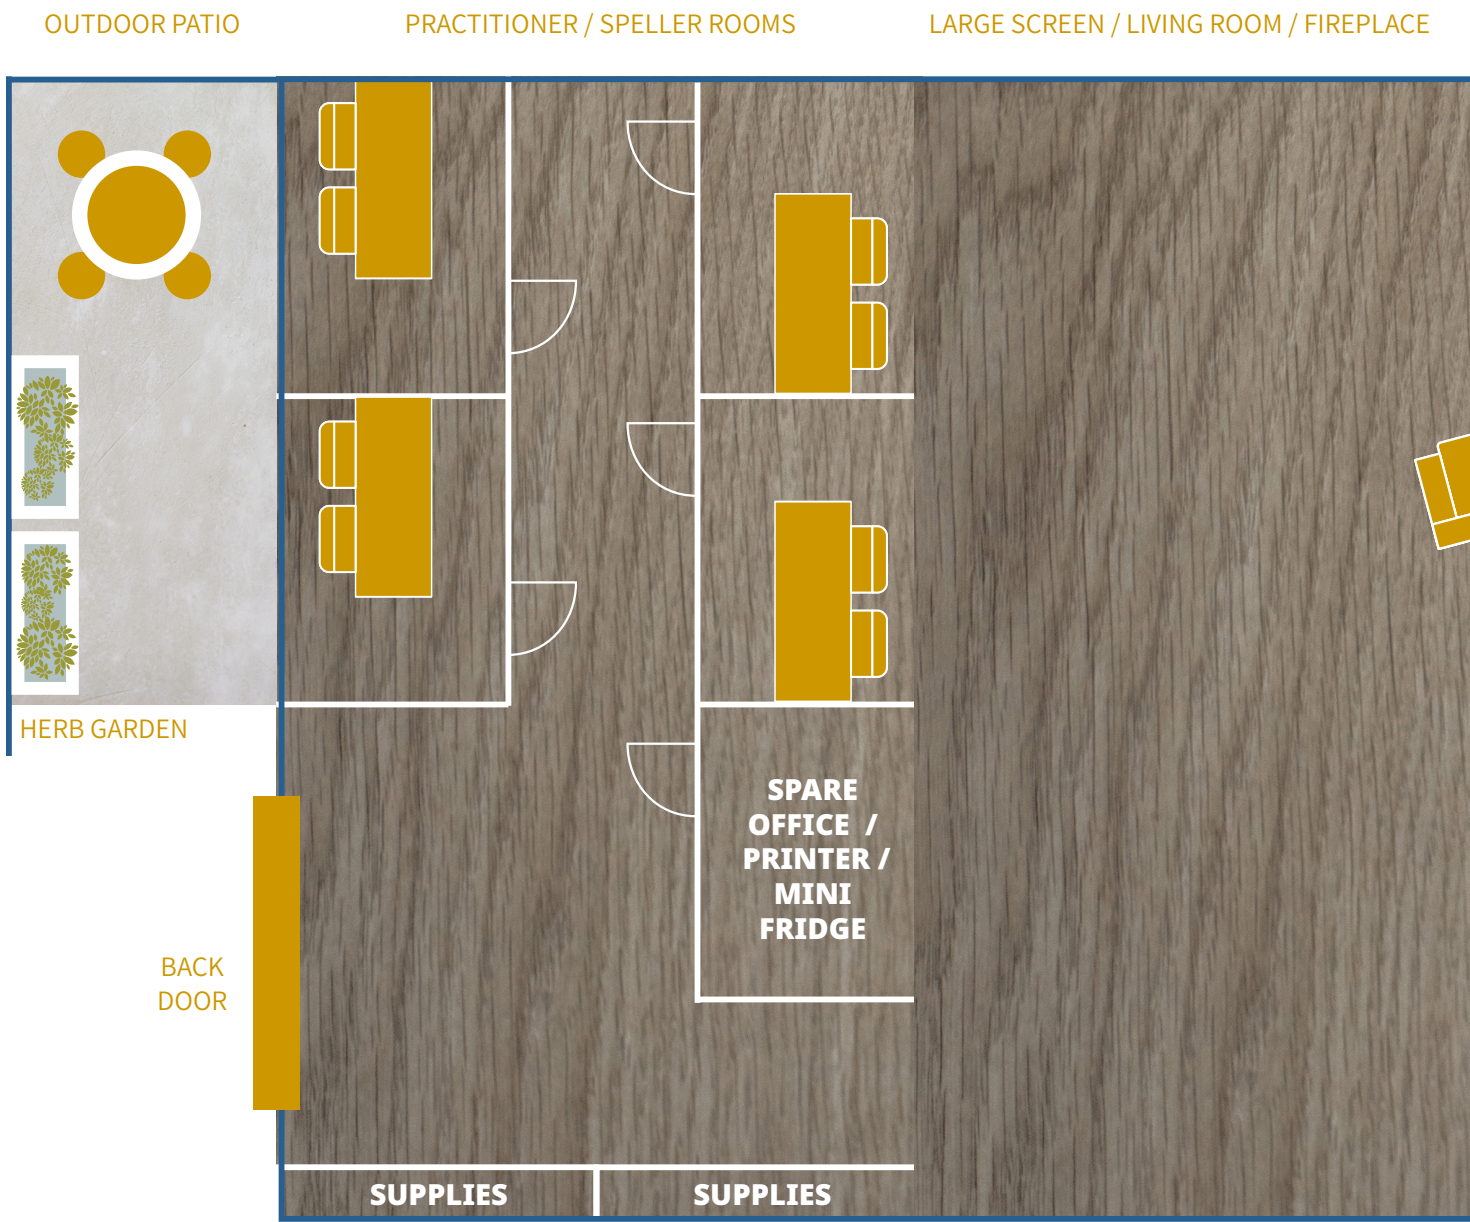 OUTDOOR PATIO
PRACTITIONER / SPELLER ROOMS
LARGE SCREEN / LIVING ROOM / FIREPLACE
HERB GARDEN
SPARE
OFFICE /
PRINTER /
MINI
FRIDGE
BACK
DOOR
SUPPLIES
SUPPLIES